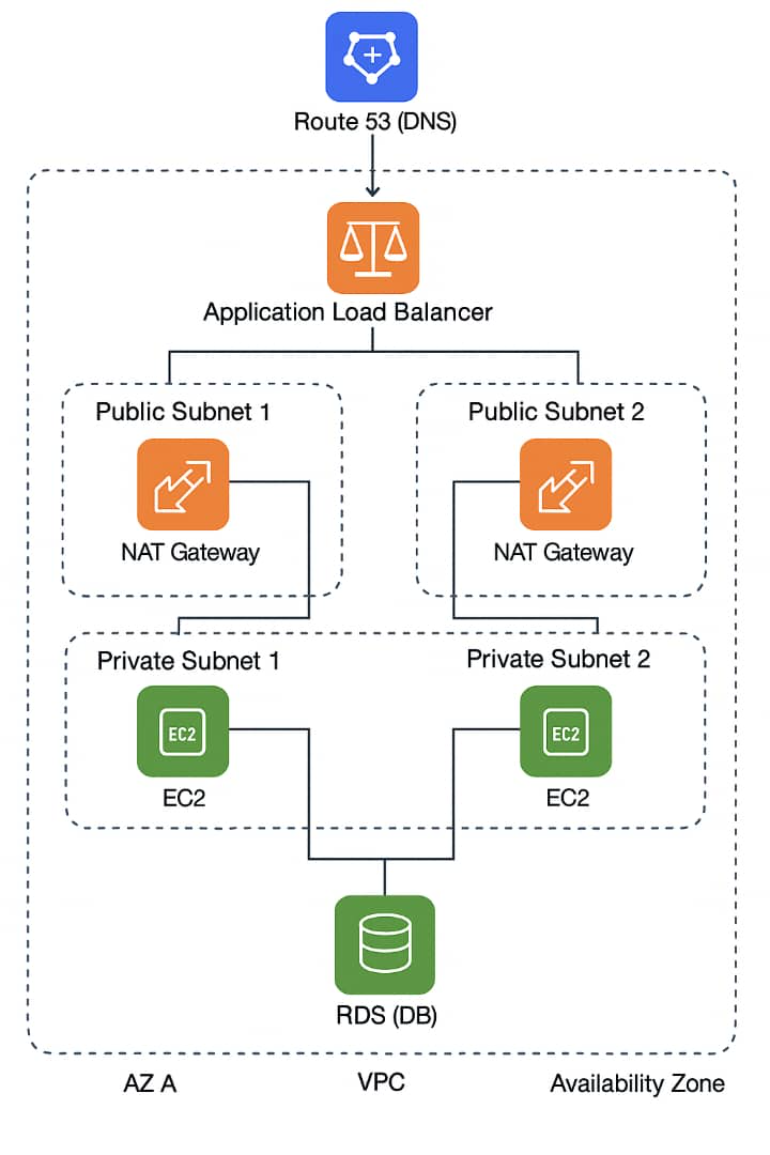 Route 53 (DNS)
Application Load Balancer
Public Subnet 1
Public Subnet 2
NAT Gateway
NAT Gateway
Private Subnet 1
Private Subnet 2
EC2
EC2
EC2
EC2
RDS (DB)
AZ A
VPC
Availability Zone